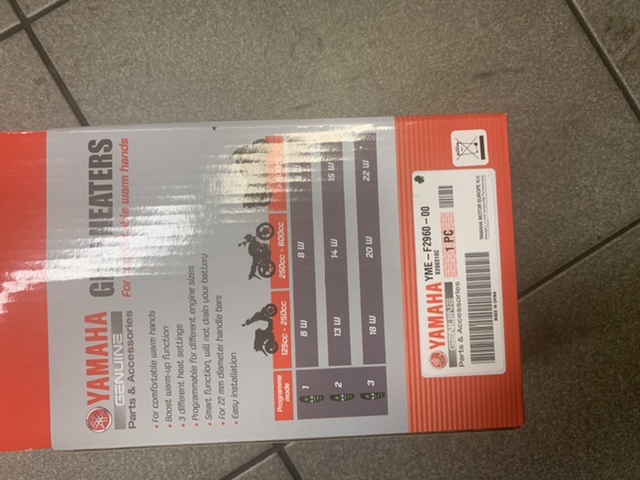 YAMAHA
GENUINE
Parts & Accessories
HEATERS
warm hands
• For comfortable warm hands
• Boost warm-up function
• 3 different heat settings
• Programmable for different engine sizes
• Smart function, will not drain your battery
• For 22 mm diameter handle bars
• Easy installation
Programme mode 125cc - 250cc 250cc - 600cc
1 8 W 8 W
2 13 W 14 W 15 W
3 18 W 20 W 22 W
YAMAHA YME-F2960-00
GENUINE
Parts & Accessories
1 PC
YAMAHA MOTOR EUROPE N.V.
MADE IN CHINA